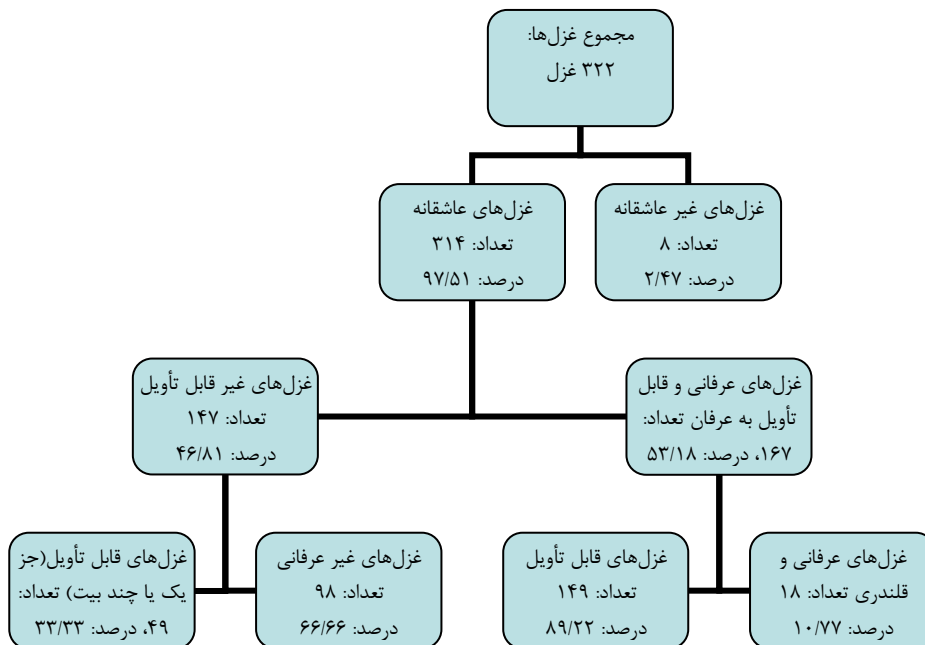 مجموع غزل‌ها:
۳۲۲ غزل
غزل‌های غیر عاشقانه
تعداد: ۸
درصد: ۲/۴۷
غزل‌های عاشقانه
تعداد: ۳۱۴
درصد: ۹۷/۵۱
غزل‌های عرفانی و قابل
تأویل به عرفان تعداد:
۱۶۷، درصد: ۵۳/۱۸
غزل‌های غیر قابل تأویل
تعداد: ۱۴۷
درصد: ۴۶/۸۱
غزل‌های عرفانی و
قلندری تعداد: ۱۸
درصد: ۱۰/۷۷
غزل‌های قابل تأویل
تعداد: ۱۴۹
درصد: ۸۹/۲۲
غزل‌های غیر عرفانی
تعداد: ۹۸
درصد: ۶۶/۶۶
غزل‌های قابل تأویل(جز
یک یا چند بیت) تعداد:
۴۹، درصد: ۳۳/۳۳